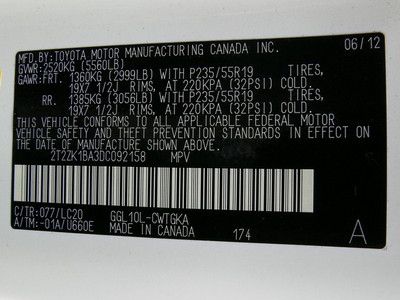 MFD. BY: TOYOTA MOTOR MANUFACTURING CANADA INC.
GVWR: 2520KG (5560LB) 06/12
GAWR: FRT. 1360KG (2999LB) WITH P235/55R19 TIRES,
19X7 1/2J RIMS, AT 220KPA (32PSI) COLD.
RR. 1385KG (3056LB) WITH P235/55R19 TIRES,
19X7 1/2J RIMS, AT 220KPA (32PSI) COLD.
THIS VEHICLE CONFORMS TO ALL APPLICABLE FEDERAL MOTOR
VEHICLE SAFETY AND THEFT PREVENTION STANDARDS IN EFFECT ON
THE DATE OF MANUFACTURE SHOWN ABOVE.
2T2ZK1BA3DC092158 MPV
C/TR: 077/LC20 GGL10L-CWTGKA
A/TM: -01A/U660E MADE IN CANADA 174 A